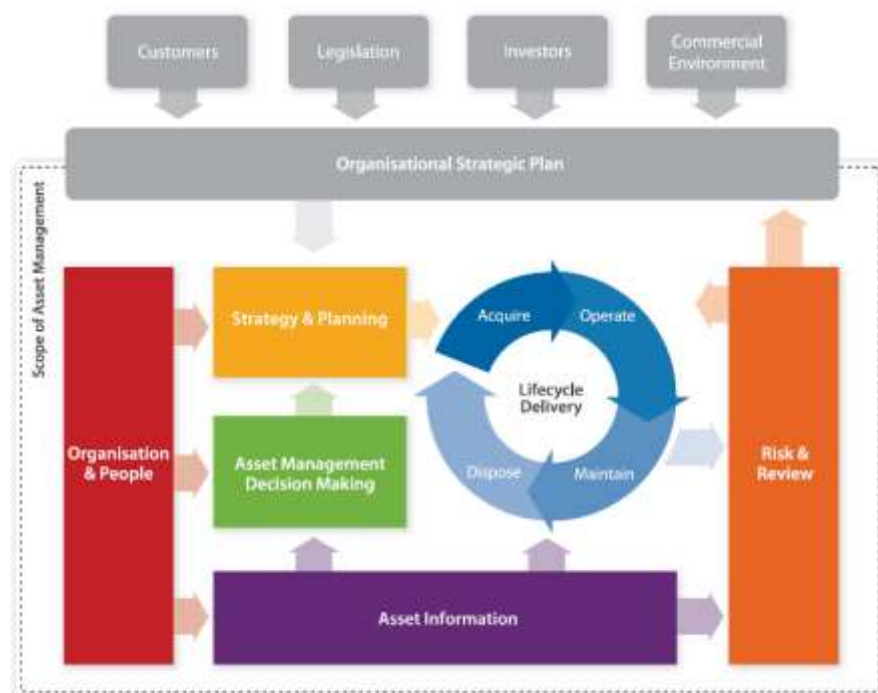 Customers
Legislation
Investors
Commercial
Environment
Organisational Strategic Plan
Scope of Asset Management
Strategy & Planning
Acquire
Operate
Lifecycle
Delivery
Organisation
& People
Asset Management
Decision Making
Dispose
Maintain
Risk &
Review
Asset Information